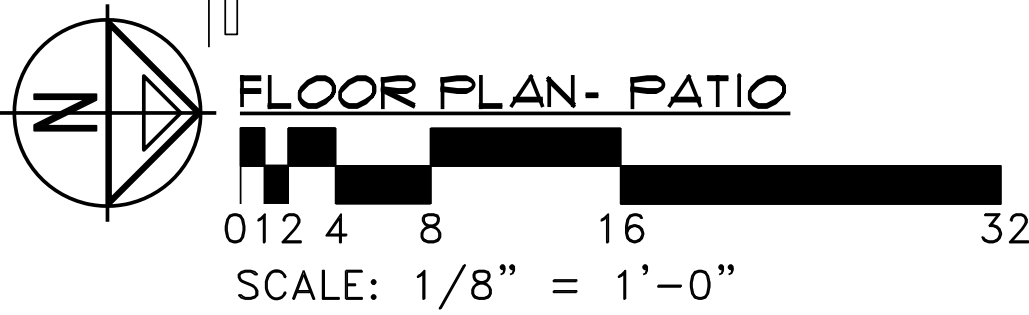 N
FLOOR PLAN- PATIO
0 1 2 4 8 16 32
SCALE: 1/8" = 1'-0"